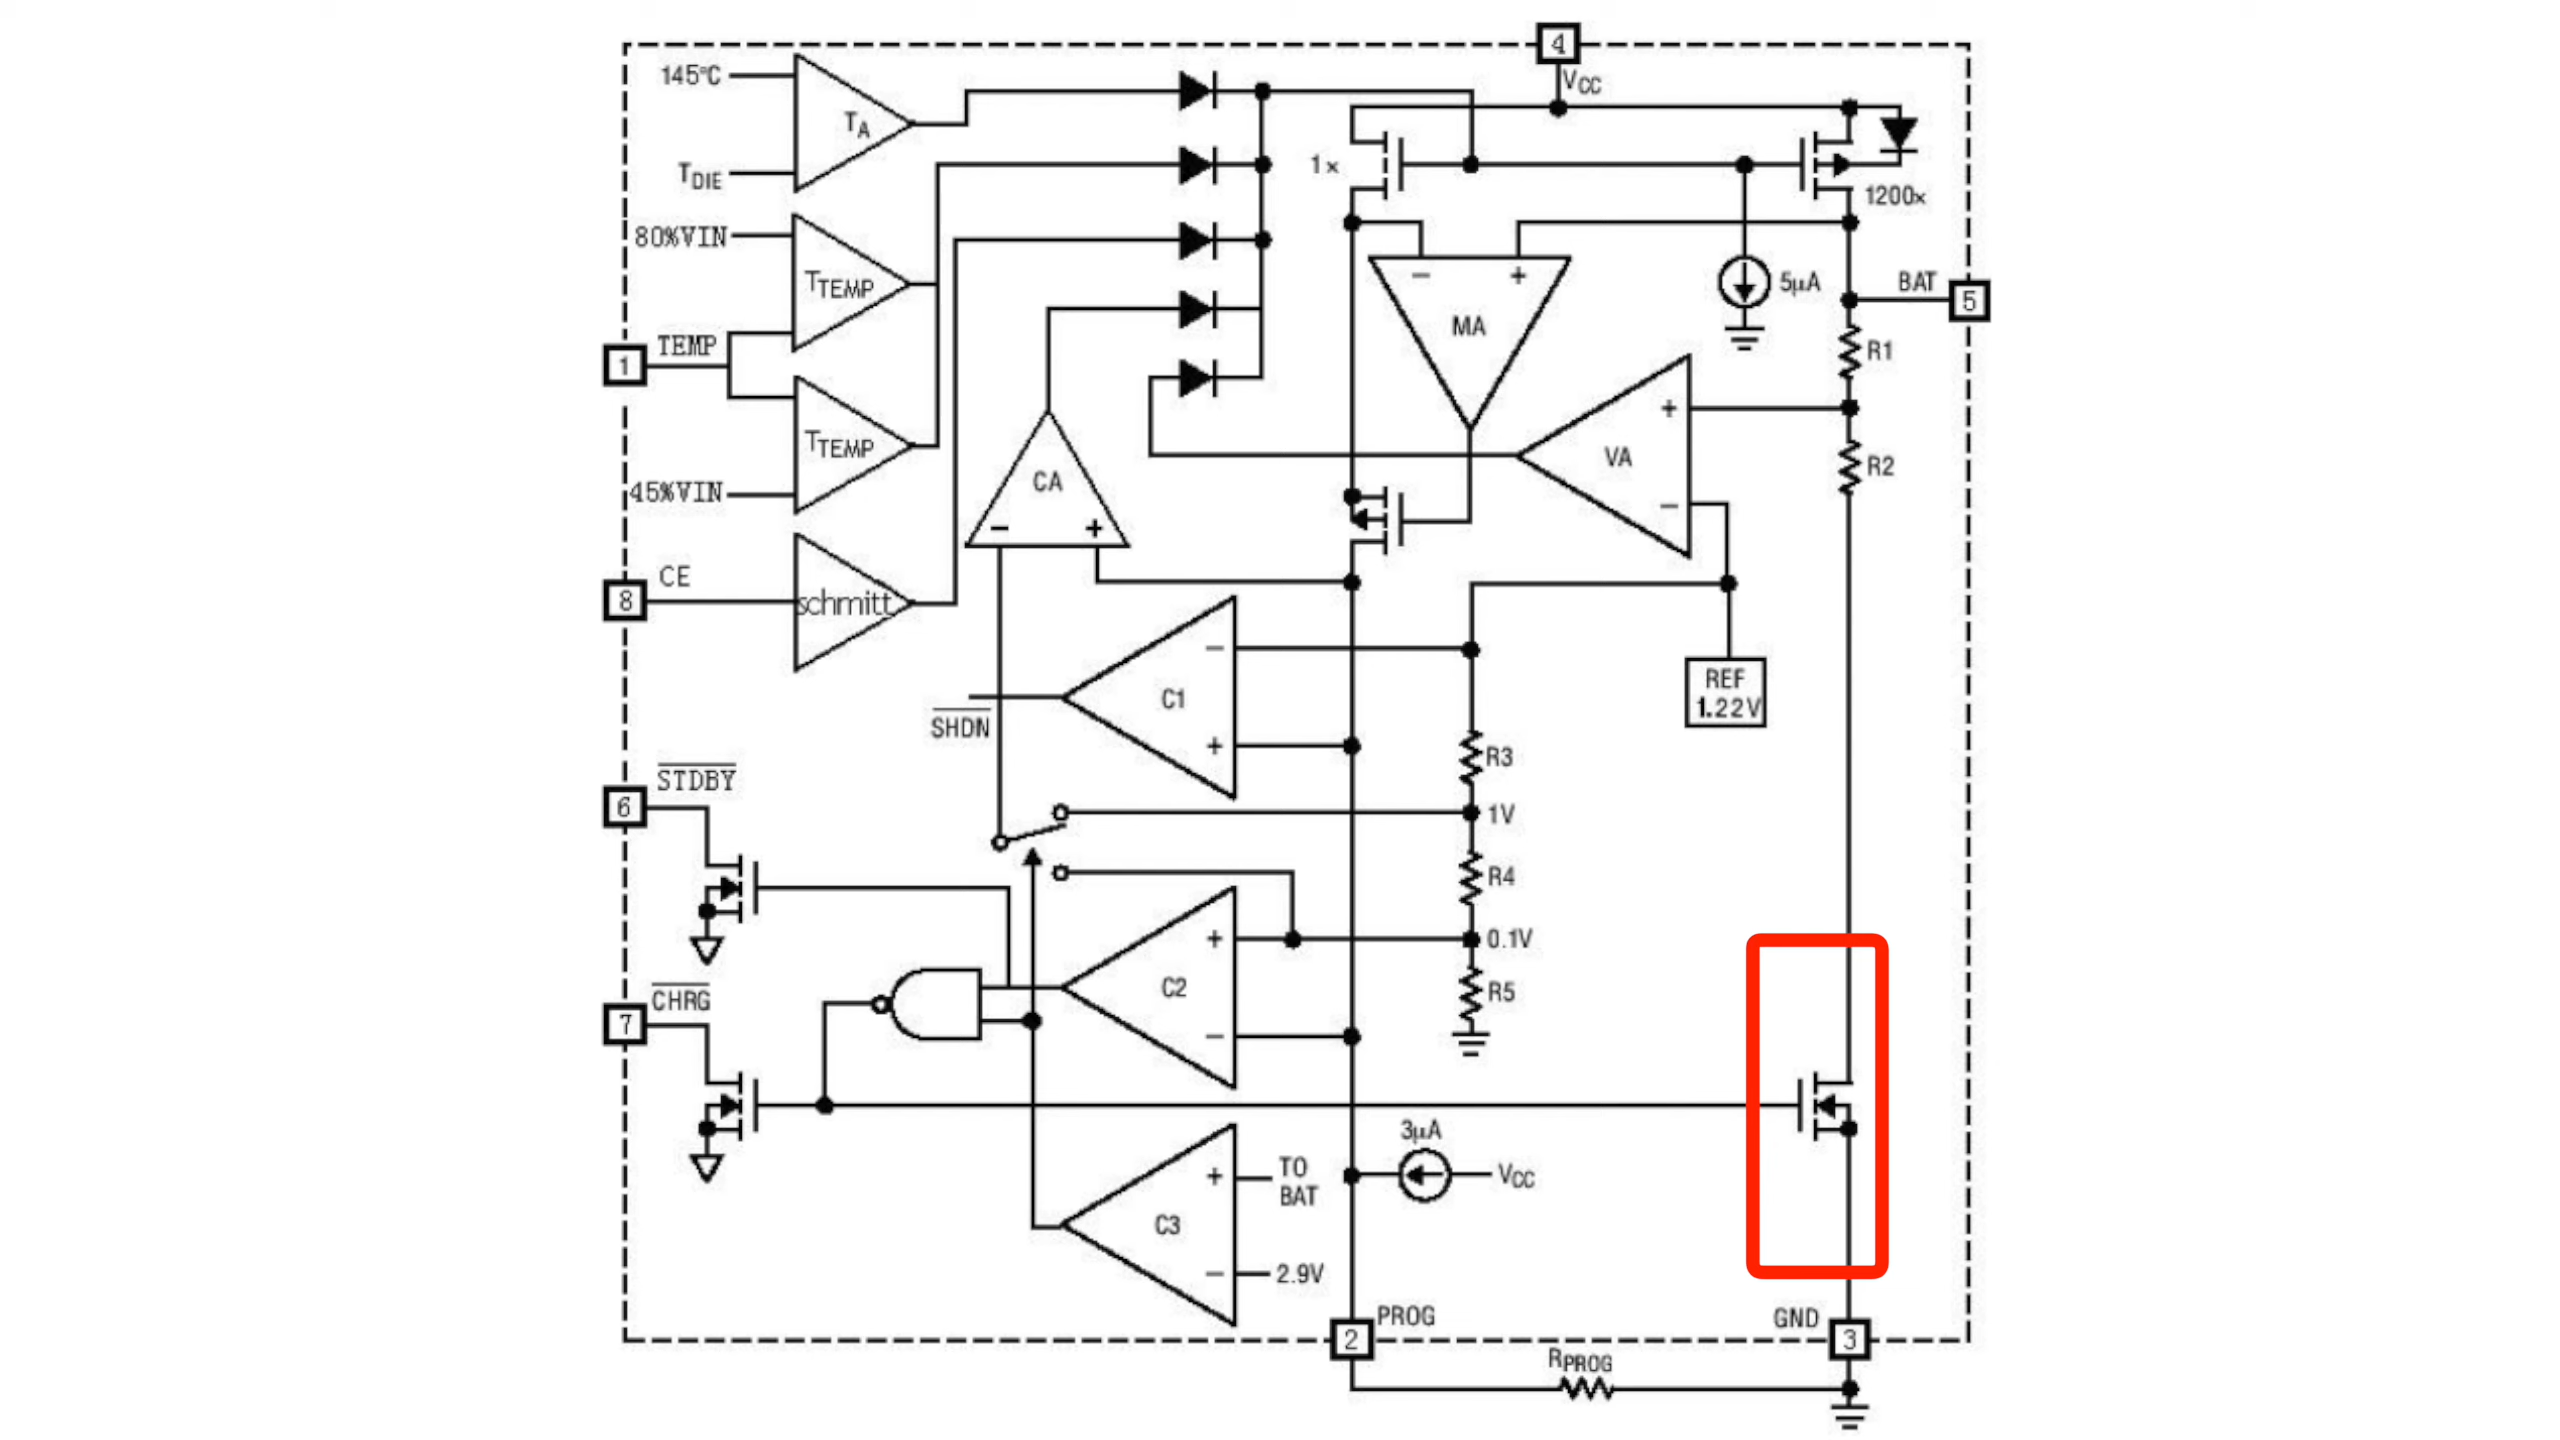 4
VCC
145°C
TA
TDIE
1×
1200×
80%VIN
TTEMP
− +
5µA
BAT
5
MA
TEMP
1
R1
+
VA
TTEMP
R2
CA
45%VIN
−
− +
CE
8
schmitt
−
C1
REF
1.22V
SHDN
+
R3
STDBY
6
1V
R4
+
0.1V
C2
R5
CHRG
7
−
3µA
+
TO
BAT
VCC
C3
−
2.9V
PROG
2
GND
3
RPROG